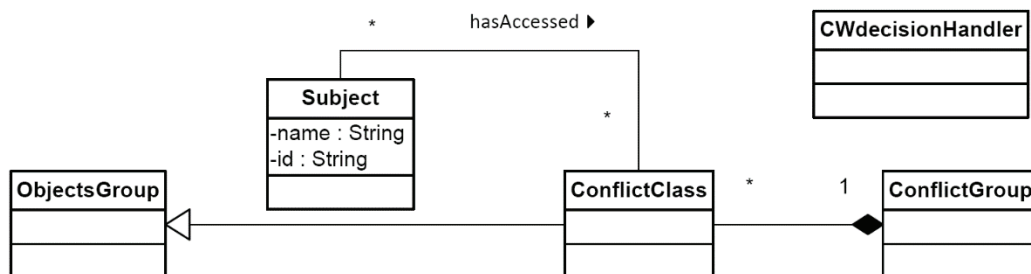 * hasAccessed ▶
CWdecisionHandler
Subject
-name : String
-id : String
*
ObjectsGroup
ConflictClass
* 1
ConflictGroup